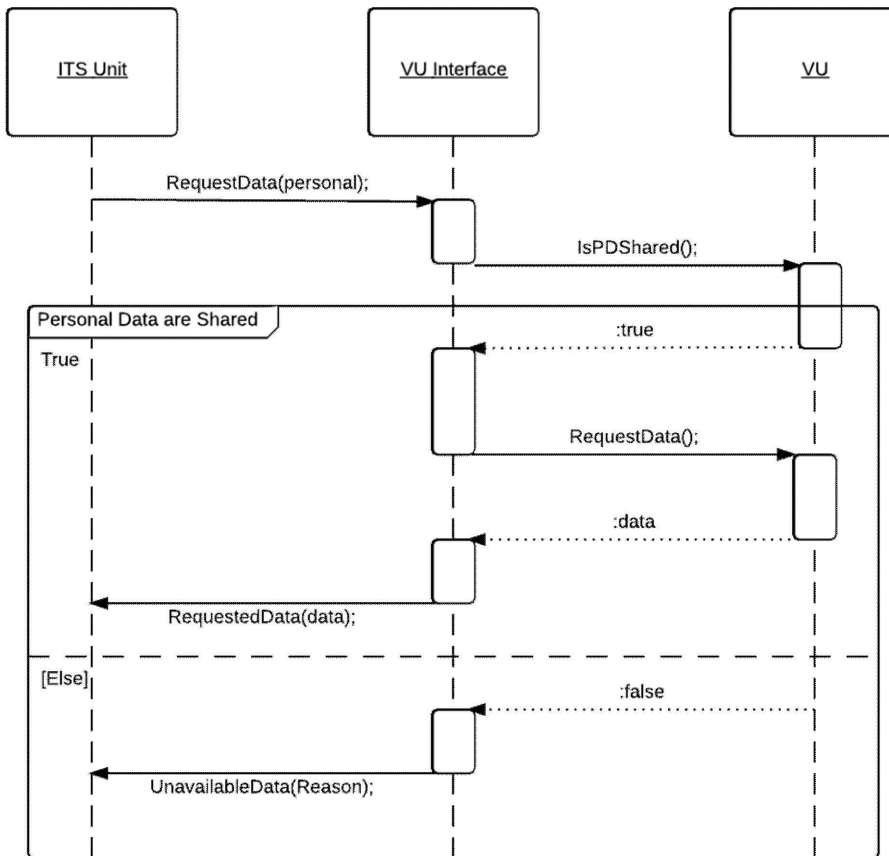 ITS Unit
VU Interface
VU
RequestData(personal);
IsPDShared();
Personal Data are Shared
:true
True
RequestData();
:data
RequestedData(data);
[Else]
:false
UnavailableData(Reason);